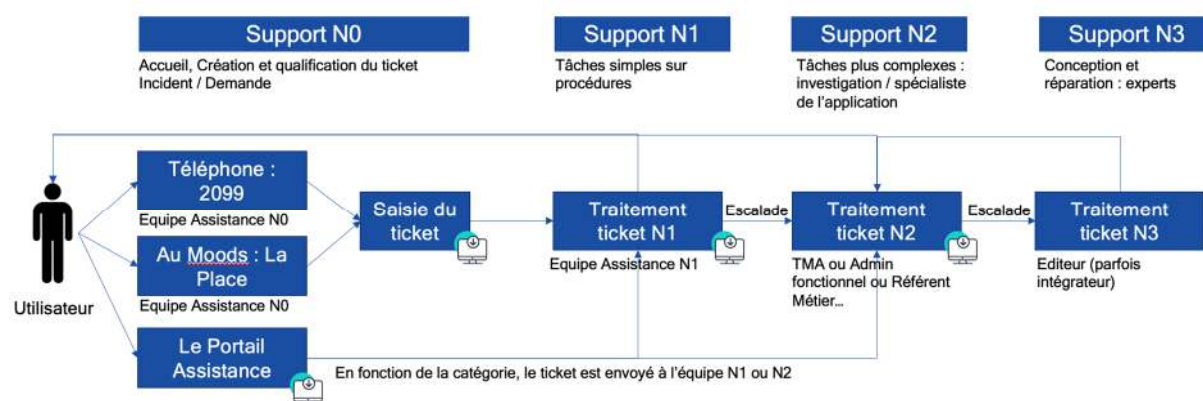 Support N0
Support N1
Support N2
Support N3
Accueil, Création et qualification du ticket
Incident / Demande
Tâches simples sur
procédures
Tâches plus complexes :
investigation / spécialiste
de l'application
Conception et
réparation : experts
Utilisateur
Téléphone :
2099
Equipe Assistance N0
Au Moods : La
Place
Equipe Assistance N0
Le Portail
Assistance
Saisie du
ticket
Traitement
ticket N1
Equipe Assistance N1
Escalade
Traitement
ticket N2
TMA ou Admin
fonctionnel ou Référent
Métier...
Escalade
Traitement
ticket N3
Editeur (parfois
intégrateur)
En fonction de la catégorie, le ticket est envoyé à l'équipe N1 ou N2